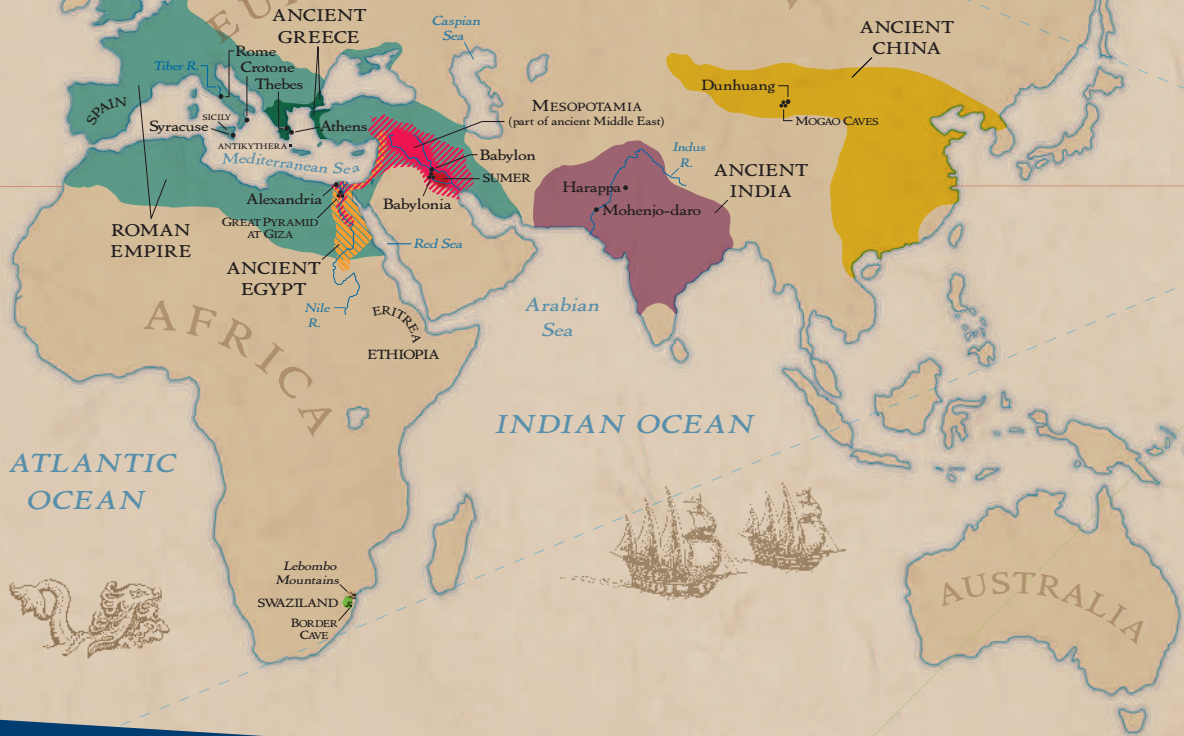 EU
ANCIENT
GREECE
Caspian
Sea
ANCIENT
CHINA
Rome
Tiber R.
Crotone
Thebes
SPAIN
SICILY
Syracuse
Athens
ANTIKYTHERA
Mediterranean Sea
MESOPOTAMIA
(part of ancient Middle East)
Babylon
SUMER
Babylonia
Dunhuang
MOGAO CAVES
Indus
R.
ANCIENT
INDIA
Harappa
Mohenjo-daro
Alexandria
GREAT PYRAMID
AT GIZA
ROMAN
EMPIRE
Red Sea
ANCIENT
EGYPT
Nile
R.
ERITREA
ETHIOPIA
AFRICA
Arabian
Sea
INDIAN OCEAN
ATLANTIC
OCEAN
Lebombo
Mountains
SWAZILAND
BORDER
CAVE
AUSTRALIA